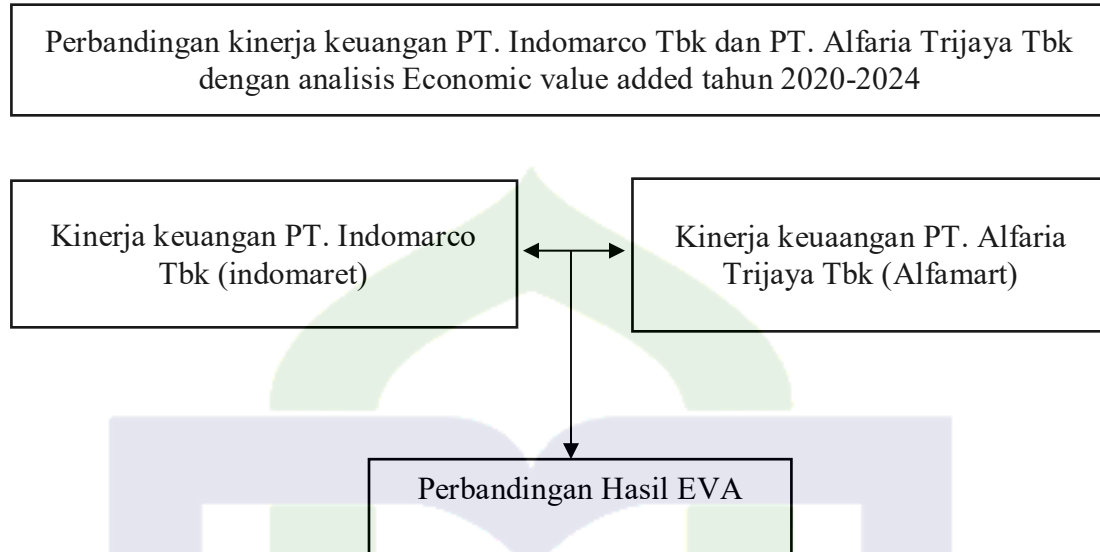 Perbandingan kinerja keuangan PT. Indomarco Tbk dan PT. Alfaria Trijaya Tbk
dengan analisis Economic value added tahun 2020-2024
Kinerja keuangan PT. Indomarco
Tbk (indomaret)
Kinerja keuaangan PT. Alfaria
Trijaya Tbk (Alfamart)
Perbandingan Hasil EVA